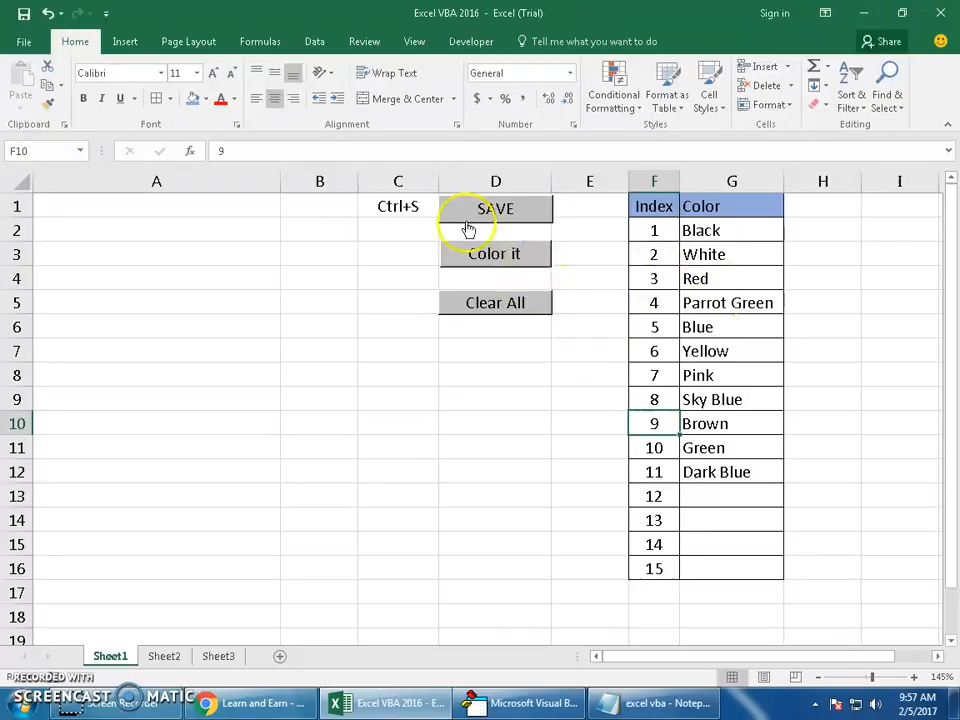 Excel VBA 2016 - Excel (Trial)
Sign in
File Home Insert Page Layout Formulas Data Review View Developer Tell me what you want to do Share
Paste
Calibri 11
B I U A
Wrap Text
Merge & Center
General
$ % ,
Conditional Formatting
Format as Table
Cell Styles
Insert
Delete
Format
Sort & Filter
Find & Select
Clipboard Font Alignment Number Styles Cells Editing
F10 fx 9
A B C D E F G H I
1 Ctrl+S SAVE Index Color
2 1 Black
3 Color it 2 White
4 3 Red
5 Clear All 4 Parrot Green
6 5 Blue
7 6 Yellow
8 7 Pink
9 8 Sky Blue
10 9 Brown
11 10 Green
12 11 Dark Blue
13 12
14 13
15 14
16 15
17
18
19
Sheet1 Sheet2 Sheet3
145%
RECORDED WITH
SCREENCAST MATIC
Screen Recorder
Learn and Earn - ...
Excel VBA 2016 - E...
Microsoft Visual B...
excel vba - Notep...
9:57 AM
2/5/2017